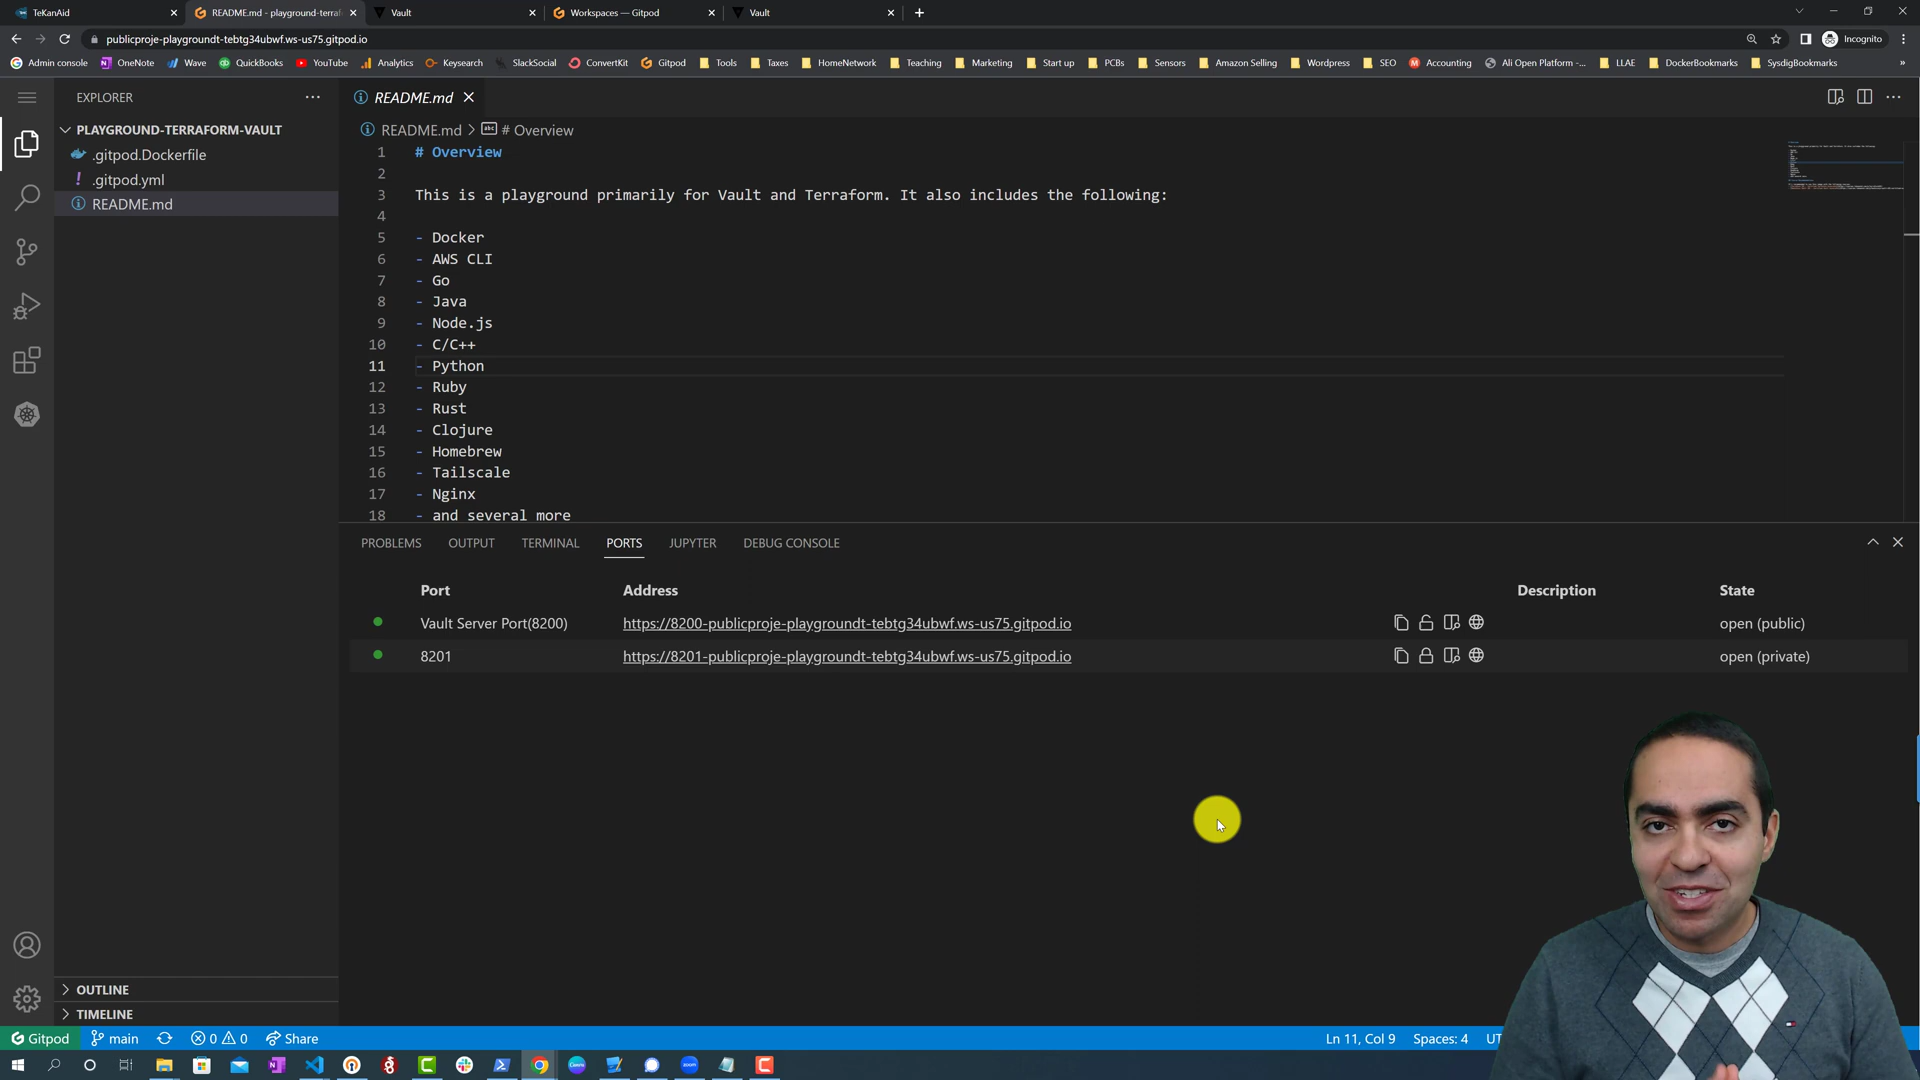 TeKanAid
README.md - playground-terraf
Vault
Workspaces — Gitpod
Vault
publicproje-playgroundt-tebtg34ubwf.ws-us75.gitpod.io
Incognito
Admin console
OneNote
Wave
QuickBooks
YouTube
Analytics
Keysearch
SlackSocial
ConvertKit
Gitpod
Tools
Taxes
HomeNetwork
Teaching
Marketing
Start up
PCBs
Sensors
Amazon Selling
Wordpress
SEO
Accounting
Ali Open Platform -...
LLAE
DockerBookmarks
SysdigBookmarks
»
EXPLORER
PLAYGROUND-TERRAFORM-VAULT
.gitpod.Dockerfile
.gitpod.yml
README.md
OUTLINE
TIMELINE
README.md
README.md > # Overview
1 # Overview
2
3 This is a playground primarily for Vault and Terraform. It also includes the following:
4
5 - Docker
6 - AWS CLI
7 - Go
8 - Java
9 - Node.js
10 - C/C++
11 - Python
12 - Ruby
13 - Rust
14 - Clojure
15 - Homebrew
16 - Tailscale
17 - Nginx
18 - and several more
PROBLEMS OUTPUT TERMINAL PORTS JUPYTER DEBUG CONSOLE
Port Address Description State
Vault Server Port(8200) https://8200-publicproje-playgroundt-tebtg34ubwf.ws-us75.gitpod.io open (public)
8201 https://8201-publicproje-playgroundt-tebtg34ubwf.ws-us75.gitpod.io open (private)
Gitpod main 0 0 Share Ln 11, Col 9 Spaces: 4
zoom